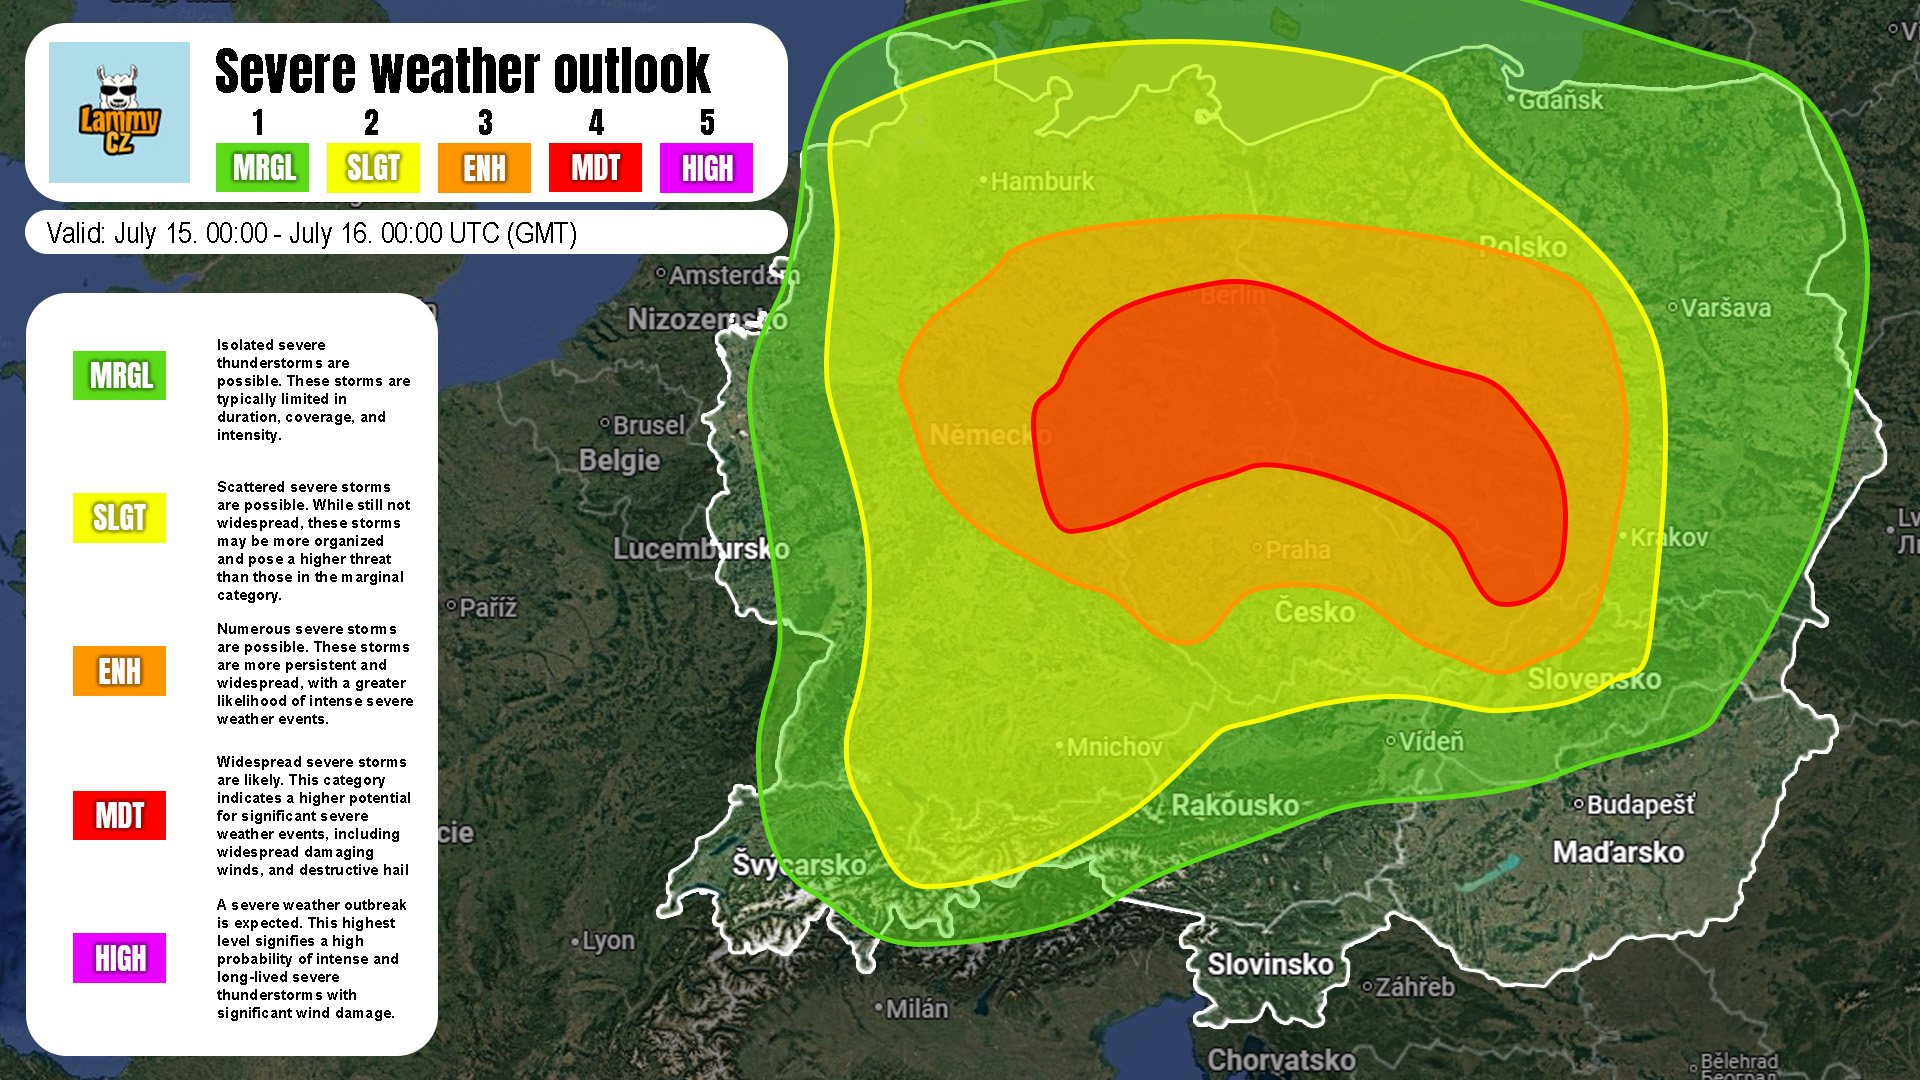 Severe weather outlook
Lammy
CZ
1 2 3 4 5
MRGL SLGT ENH MDT HIGH
Valid: July 15. 00:00 - July 16. 00:00 UTC (GMT)
MRGL
Isolated severe
thunderstorms are
possible. These storms are
typically limited in
duration, coverage, and
intensity.
SLGT
Scattered severe storms
are possible. While still not
widespread, these storms
may be more organized
and pose a higher threat
than those in the marginal
category.
ENH
Numerous severe storms
are possible. These storms
are more persistent and
widespread, with a greater
likelihood of intense severe
weather events.
MDT
Widespread severe storms
are likely. This category
indicates a higher potential
for significant severe
weather events, including
widespread damaging
winds, and destructive hail
HIGH
A severe weather outbreak
is expected. This highest
level signifies a high
probability of intense and
long-lived severe
thunderstorms with
significant wind damage.
Gdaňsk
Hamburk
Polsko
Amsterdam
Berlín
Varšava
Nizozemsko
Brusel
Německo
Belgie
Krakov
Lucembursko
Praha
Paříž
Česko
Slovensko
Vídeň
Mnichov
Rakousko
Budapešť
cie
Maďarsko
Švýcarsko
Lyon
Slovinsko
Záhřeb
Milán
Chorvatsko
Bělehrad